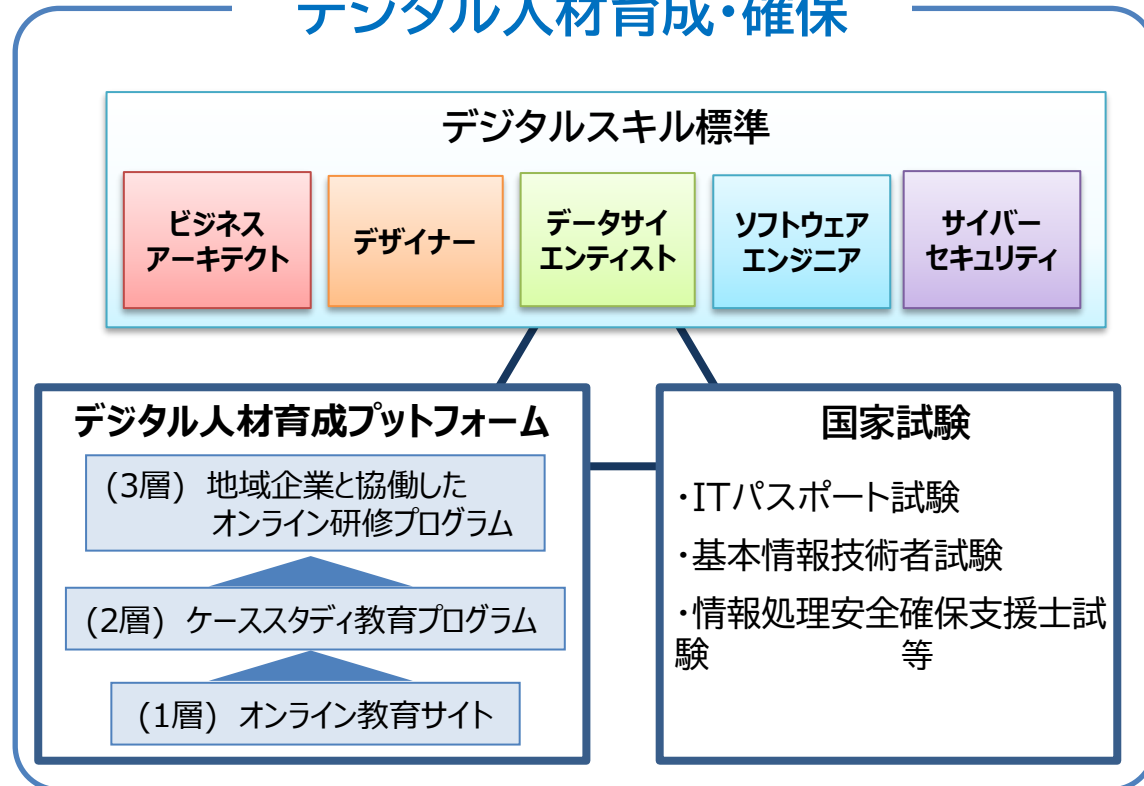 デジタル人材育成・確保
デジタルスキル標準
ビジネス
アーキテクト
デザイナー
データサイ
エンティスト
ソフトウェア
エンジニア
サイバー
セキュリティ
デジタル人材育成プットフォーム
(3層) 地域企業と協働した
オンライン研修プログラム
(2層) ケーススタディ教育プログラム
(1層) オンライン教育サイト
国家試験
・ITパスポート試験
・基本情報技術者試験
・情報処理安全確保支援士試
験 等